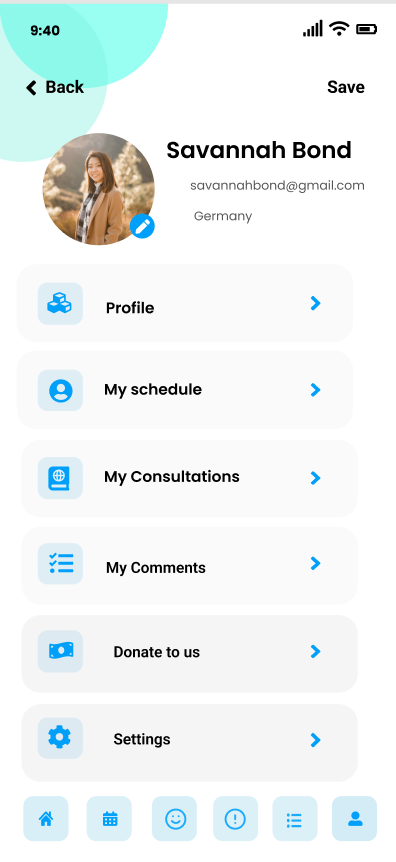 9:40
Back
Save
Savannah Bond
savannahbond@gmail.com
Germany
Profile
My schedule
My Consultations
My Comments
Donate to us
Settings